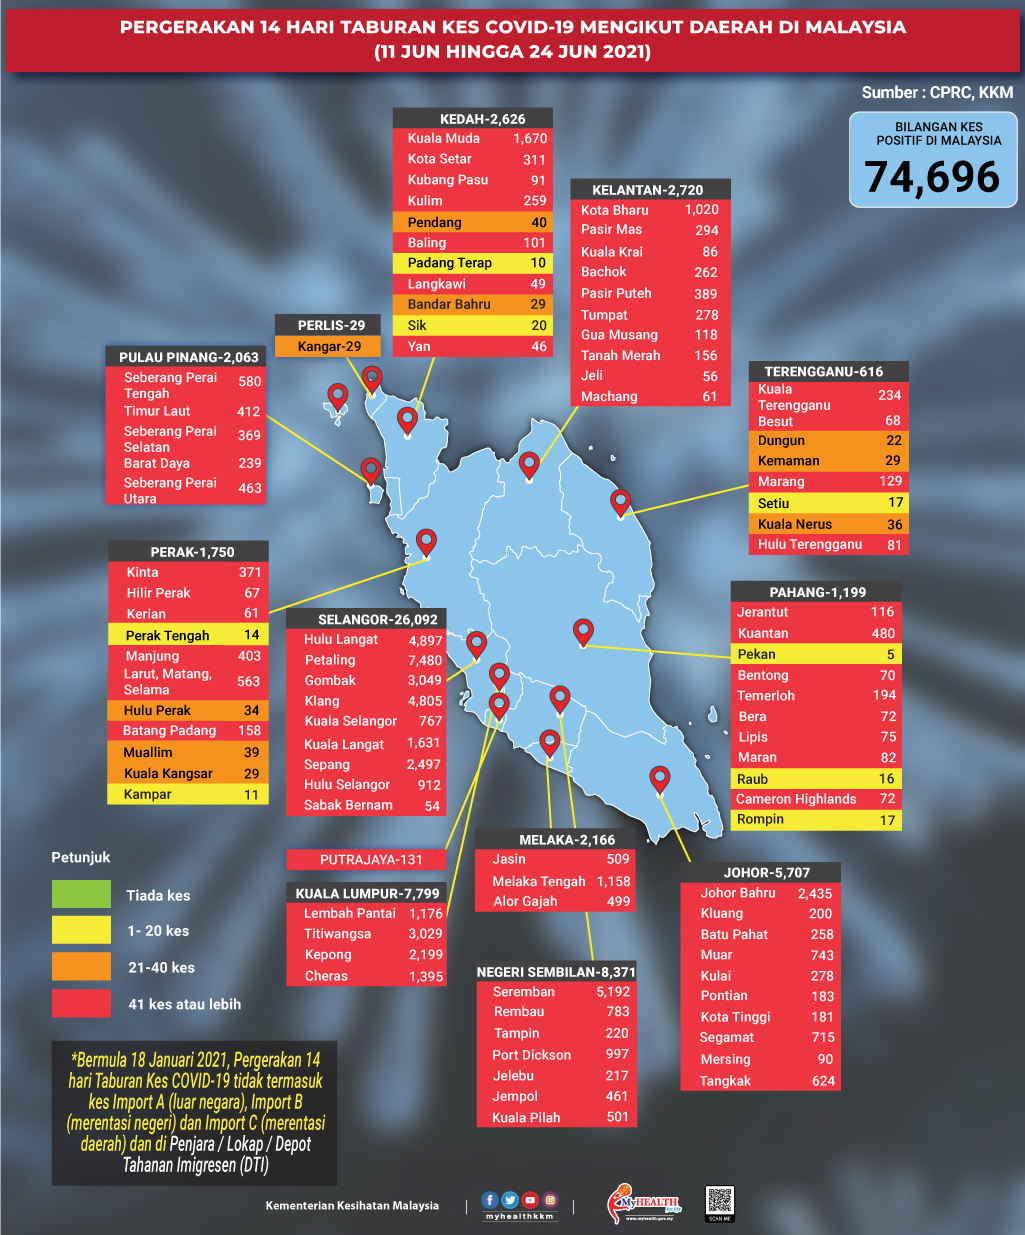 PERGERAKAN 14 HARI TABURAN KES COVID-19 MENGIKUT DAERAH DI MALAYSIA
(11 JUN HINGGA 24 JUN 2021)
Sumber : CPRC, KKM
BILANGAN KES
POSITIF DI MALAYSIA
74,696
KEDAH-2,626
Kuala Muda 1,670
Kota Setar 311
Kubang Pasu 91
Kulim 259
Pendang 40
Baling 101
Padang Terap 10
Langkawi 49
Bandar Bahru 29
Sik 20
Yan 46
KELANTAN-2,720
Kota Bharu 1,020
Pasir Mas 294
Kuala Krai 86
Bachok 262
Pasir Puteh 389
Tumpat 278
Gua Musang 118
Tanah Merah 156
Jeli 56
Machang 61
PERLIS-29
Kangar-29
PULAU PINANG-2,063
Seberang Perai
Tengah 580
Timur Laut 412
Seberang Perai
Selatan 369
Barat Daya 239
Seberang Perai
Utara 463
TERENGGANU-616
Kuala
Terengganu 234
Besut 68
Dungun 22
Kemaman 29
Marang 129
Setiu 17
Kuala Nerus 36
Hulu Terengganu 81
PERAK-1,750
Kinta 371
Hilir Perak 67
Kerian 61
Perak Tengah 14
Manjung 403
Larut, Matang,
Selama 563
Hulu Perak 34
Batang Padang 158
Muallim 39
Kuala Kangsar 29
Kampar 11
SELANGOR-26,092
Hulu Langat 4,897
Petaling 7,480
Gombak 3,049
Klang 4,805
Kuala Selangor 767
Kuala Langat 1,631
Sepang 2,497
Hulu Selangor 912
Sabak Bernam 54
PAHANG-1,199
Jerantut 116
Kuantan 480
Pekan 5
Bentong 70
Temerloh 194
Bera 72
Lipis 75
Maran 82
Raub 16
Cameron Highlands 72
Rompin 17
PUTRAJAYA-131
KUALA LUMPUR-7,799
Lembah Pantai 1,176
Titiwangsa 3,029
Kepong 2,199
Cheras 1,395
MELAKA-2,166
Jasin 509
Melaka Tengah 1,158
Alor Gajah 499
NEGERI SEMBILAN-8,371
Seremban 5,192
Rembau 783
Tampin 220
Port Dickson 997
Jelebu 217
Jempol 461
Kuala Pilah 501
JOHOR-5,707
Johor Bahru 2,435
Kluang 200
Batu Pahat 258
Muar 743
Kulai 278
Pontian 183
Kota Tinggi 181
Segamat 715
Mersing 90
Tangkak 624
Petunjuk
Tiada kes
1- 20 kes
21-40 kes
41 kes atau lebih
*Bermula 18 Januari 2021, Pergerakan 14
hari Taburan Kes COVID-19 tidak termasuk
kes Import A (luar negara), Import B
(merentasi negeri) dan Import C (merentasi
daerah) dan di Penjara / Lokap / Depot
Tahanan Imigresen (DTI)
Kementerian Kesihatan Malaysia
myhealthkkm
MyHEALTH
for life
www.myhealth.gov.my
SCAN ME